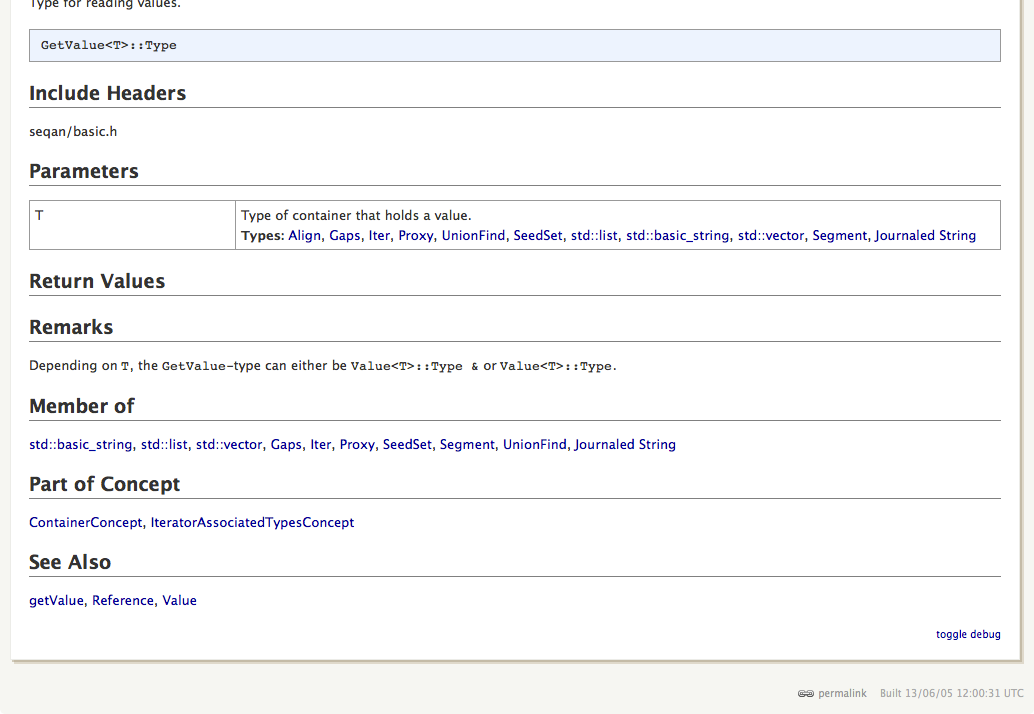 Type for reading values.
GetValue<T>::Type
Include Headers
seqan/basic.h
Parameters
T
Type of container that holds a value.
Types: Align, Gaps, Iter, Proxy, UnionFind, SeedSet, std::list, std::basic_string, std::vector, Segment, Journaled String
Return Values
Remarks
Depending on T, the GetValue-type can either be Value<T>::Type & or Value<T>::Type.
Member of
std::basic_string, std::list, std::vector, Gaps, Iter, Proxy, SeedSet, Segment, UnionFind, Journaled String
Part of Concept
ContainerConcept, IteratorAssociatedTypesConcept
See Also
getValue, Reference, Value
toggle debug
permalink Built 13/06/05 12:00:31 UTC